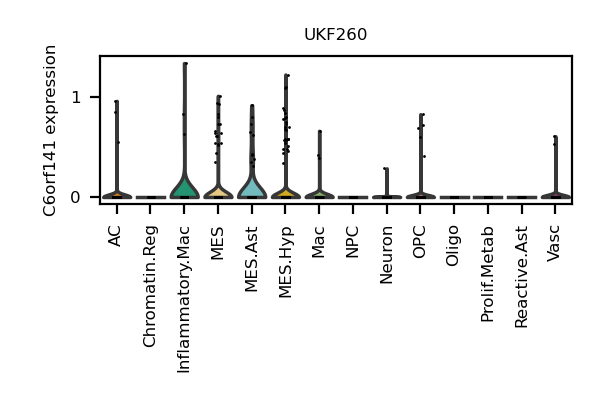 UKF260
C6orf141 expression
1
0
AC
Chromatin.Reg
Inflammatory.Mac
MES
MES.Ast
MES.Hyp
Mac
NPC
Neuron
OPC
Oligo
Prolif.Metab
Reactive.Ast
Vasc